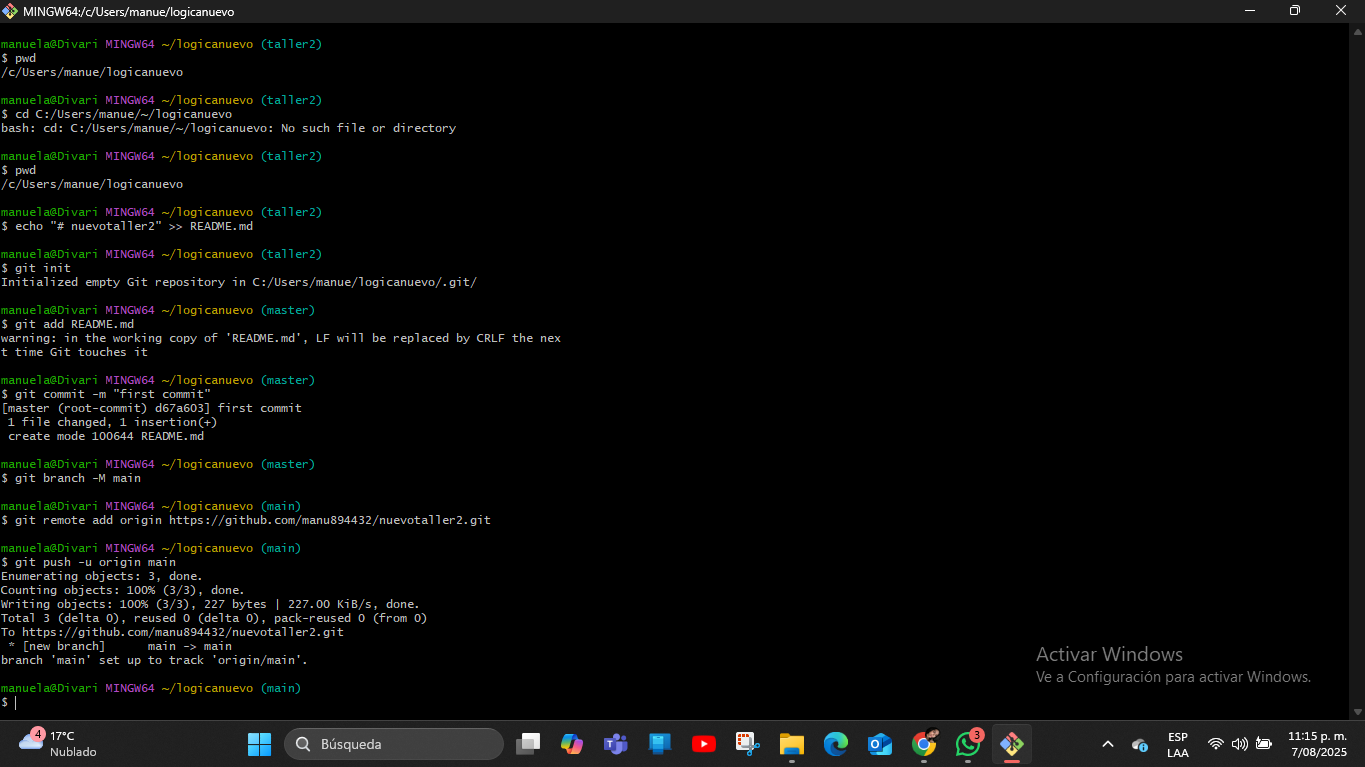 MINGW64:/c/Users/manue/logicanuevo
manuela@Divari MINGW64 ~/logicanuevo (taller2)
$ pwd
/c/Users/manue/logicanuevo
manuela@Divari MINGW64 ~/logicanuevo (taller2)
$ cd C:/Users/manue/~/logicanuevo
bash: cd: C:/Users/manue/~/logicanuevo: No such file or directory
manuela@Divari MINGW64 ~/logicanuevo (taller2)
$ pwd
/c/Users/manue/logicanuevo
manuela@Divari MINGW64 ~/logicanuevo (taller2)
$ echo "# nuevotaller2" >> README.md
manuela@Divari MINGW64 ~/logicanuevo (taller2)
$ git init
Initialized empty Git repository in C:/Users/manue/logicanuevo/.git/
manuela@Divari MINGW64 ~/logicanuevo (master)
$ git add README.md
warning: in the working copy of 'README.md', LF will be replaced by CRLF the nex
t time Git touches it
manuela@Divari MINGW64 ~/logicanuevo (master)
$ git commit -m "first commit"
[master (root-commit) d67a603] first commit
1 file changed, 1 insertion(+)
create mode 100644 README.md
manuela@Divari MINGW64 ~/logicanuevo (master)
$ git branch -M main
manuela@Divari MINGW64 ~/logicanuevo (main)
$ git remote add origin https://github.com/manu894432/nuevotaller2.git
manuela@Divari MINGW64 ~/logicanuevo (main)
$ git push -u origin main
Enumerating objects: 3, done.
Counting objects: 100% (3/3), done.
Writing objects: 100% (3/3), 227 bytes | 227.00 KiB/s, done.
Total 3 (delta 0), reused 0 (delta 0), pack-reused 0 (from 0)
To https://github.com/manu894432/nuevotaller2.git
* [new branch]      main -> main
branch 'main' set up to track 'origin/main'.
manuela@Divari MINGW64 ~/logicanuevo (main)
$
Activar Windows
Ve a Configuración para activar Windows.
4
17°C
Nublado
Búsqueda
3
ESP
LAA
11:15 p. m.
7/08/2025